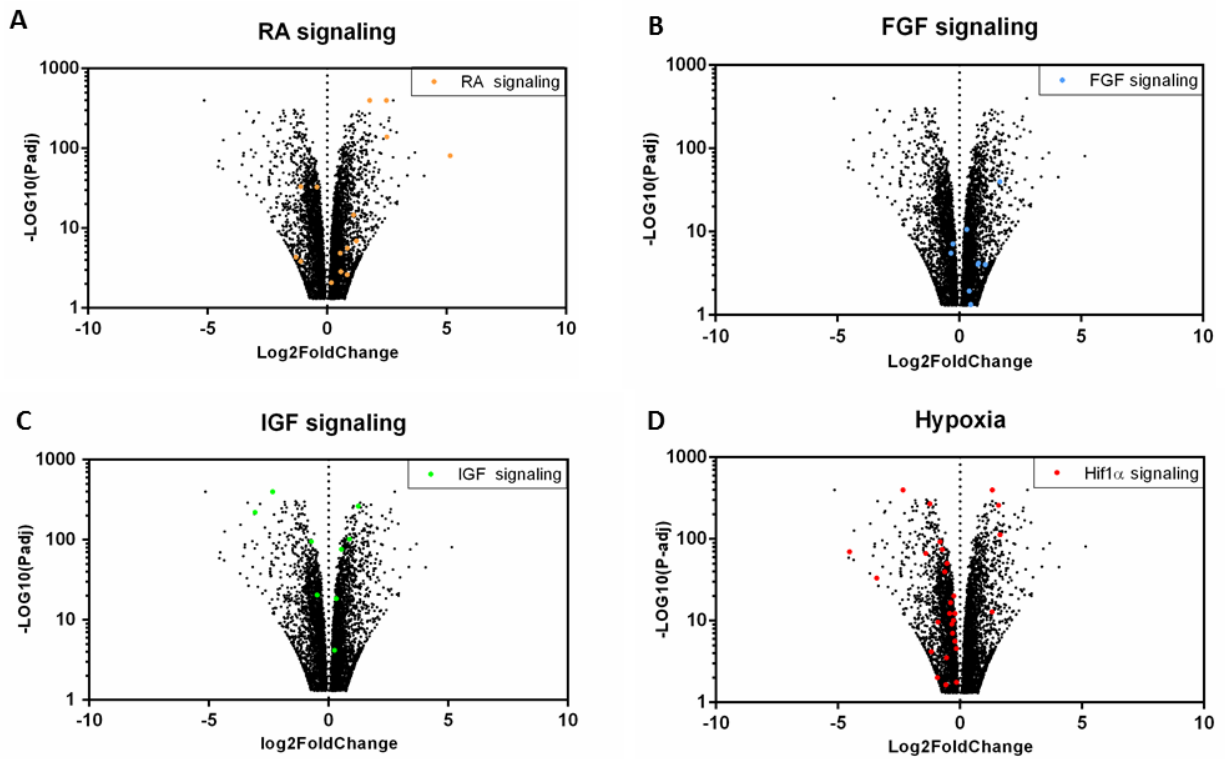 A
RA signaling
RA signaling
-LOG10(Padj)
1000
100
10
1
-10
-5
0
5
10
Log2FoldChange
B
FGF signaling
FGF signaling
-LOG10(Padj)
1000
100
10
1
-10
-5
0
5
10
Log2FoldChange
C
IGF signaling
IGF signaling
-LOG10(Padj)
1000
100
10
1
-10
-5
0
5
10
log2FoldChange
D
Hypoxia
Hif1α signaling
-LOG10(P-adj)
1000
100
10
1
-10
-5
0
5
10
Log2FoldChange